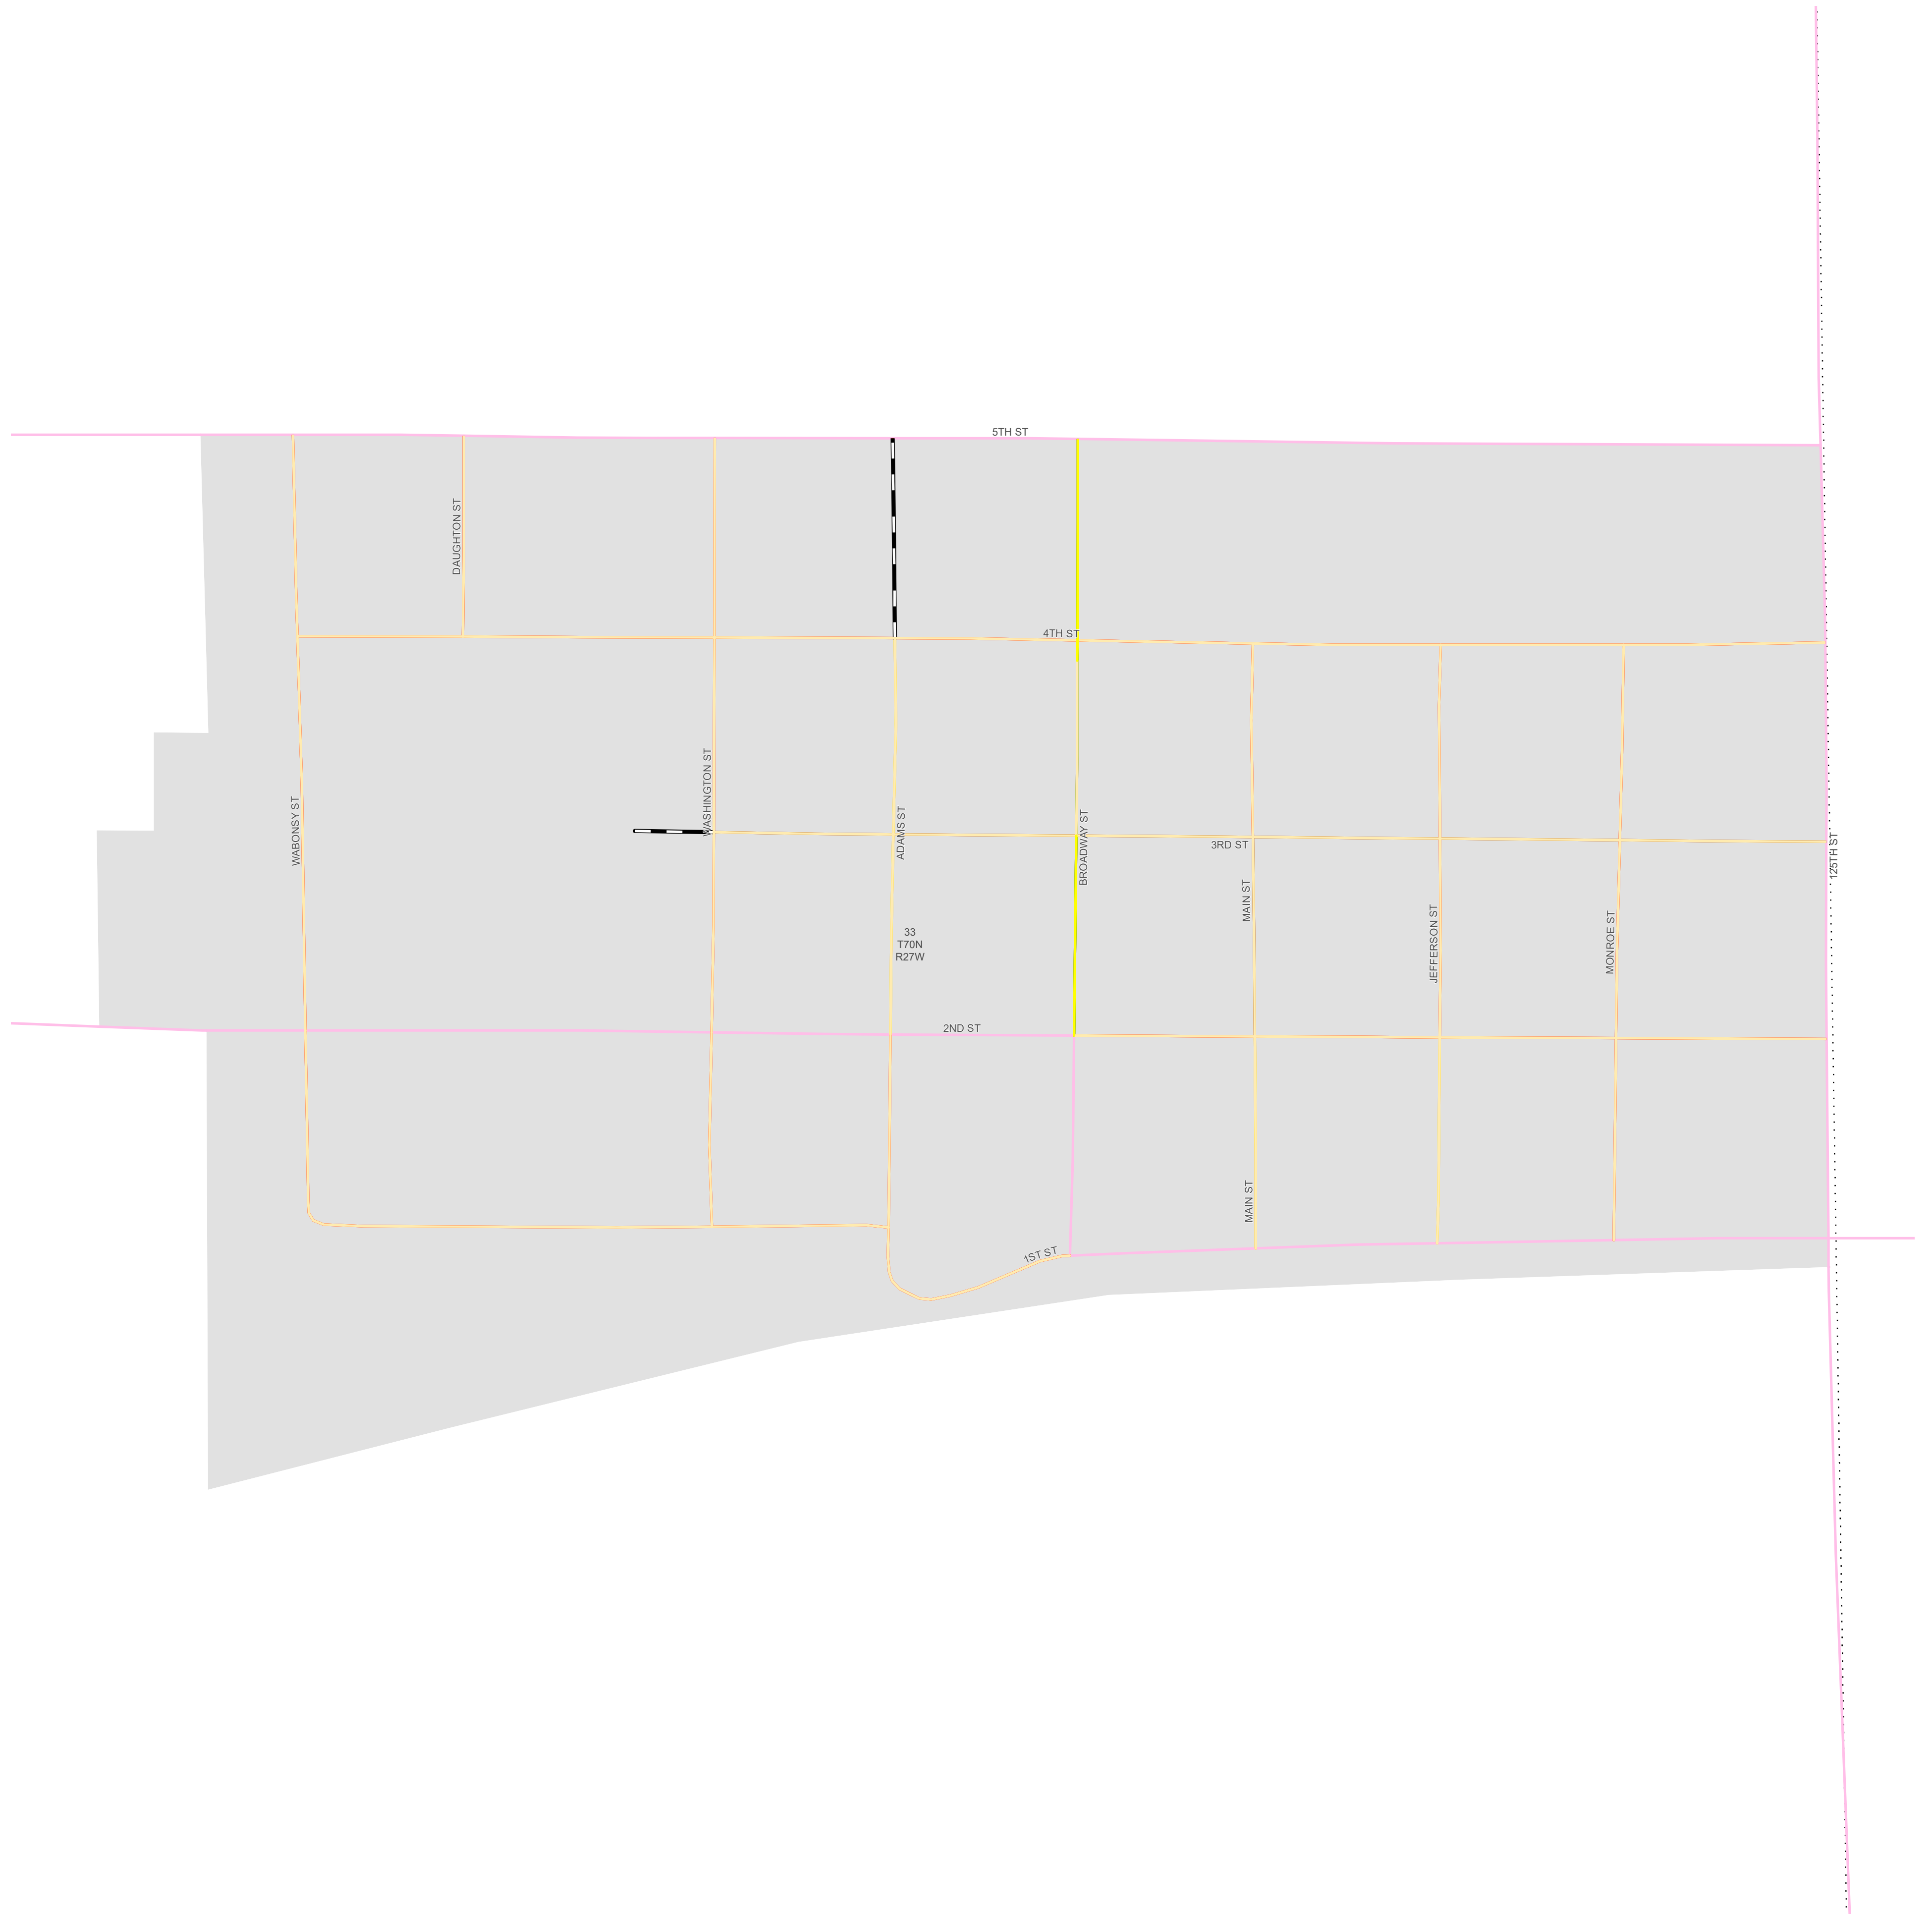 5TH ST
DAUGHTON ST
4TH ST
WABONSY ST
WASHINGTON ST
ADAMS ST
BROADWAY ST
3RD ST
125TH ST
MAIN ST
JEFFERSON ST
MONROE ST
33
T70N
R27W
2ND ST
MAIN ST
1ST ST